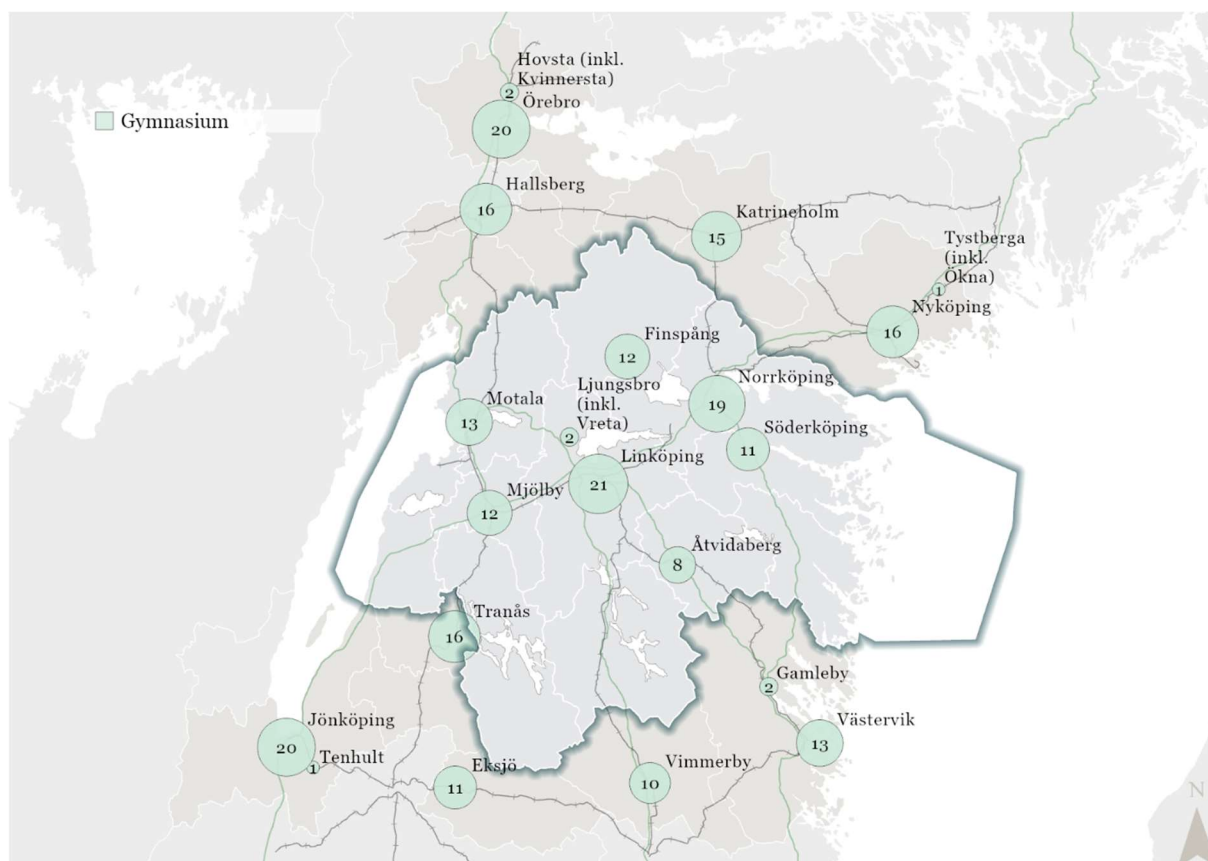 Hovsta (inkl.
Kvinnersta)
2
Örebro
20
Gymnasium
Hallsberg
16
Katrineholm
15
Tystberga
(inkl.
Ökna)
1
Nyköping
16
Finspång
12
Ljungsbro
(inkl.
Vreta)
2
Norrköping
19
Motala
13
Söderköping
11
Linköping
21
Mjölby
12
Åtvidaberg
8
Tranås
16
Gamleby
2
Jönköping
20
Tenhult
1
Västervik
13
Eksjö
11
Vimmerby
10
N